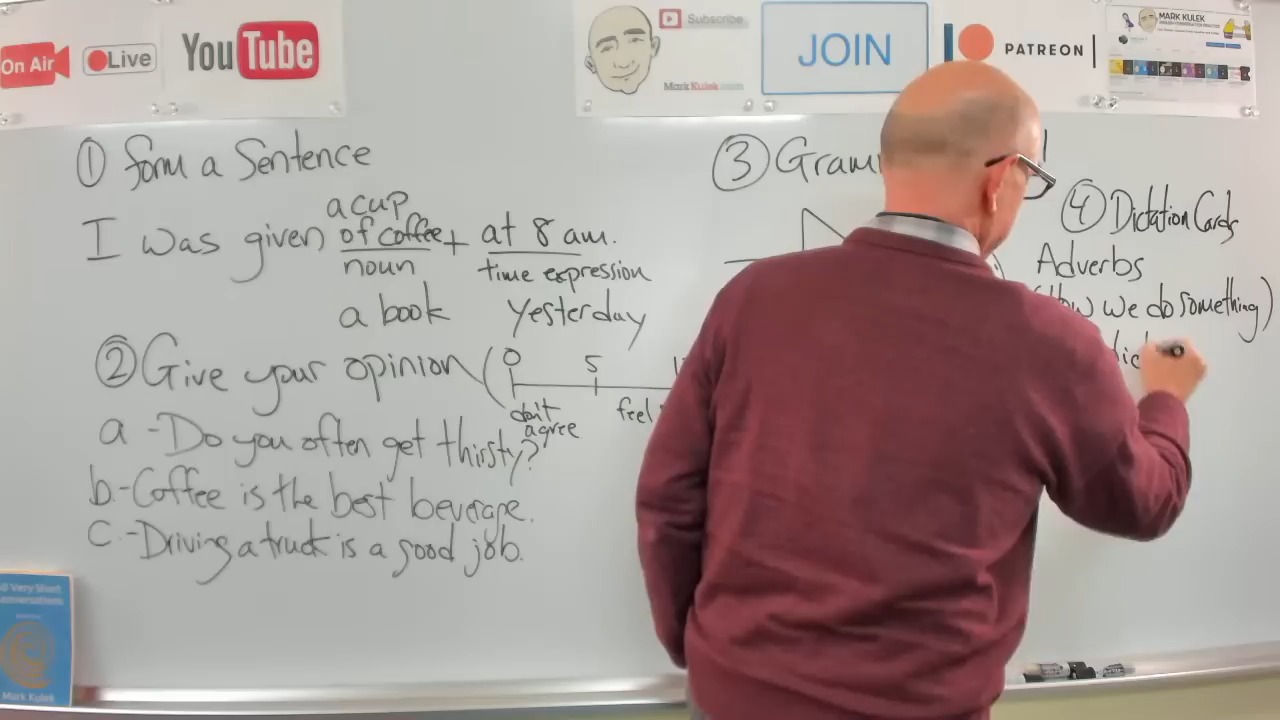 On Air
Live
YouTube
Subscribe
MarkKulek.com
JOIN
PATREON
MARK KULEK
① Form a Sentence
a cup
I was given of coffee + at 8 am.
noun time expression
a book Yesterday
② Give your opinion ( 0 5
don't agree feel
a - Do you often get thirsty?
b.-Coffee is the best beverage.
C.-Driving a truck is a good job.
③ Gram
④ Dictation Cards
Adverbs
How we do something)
Mark Kulek